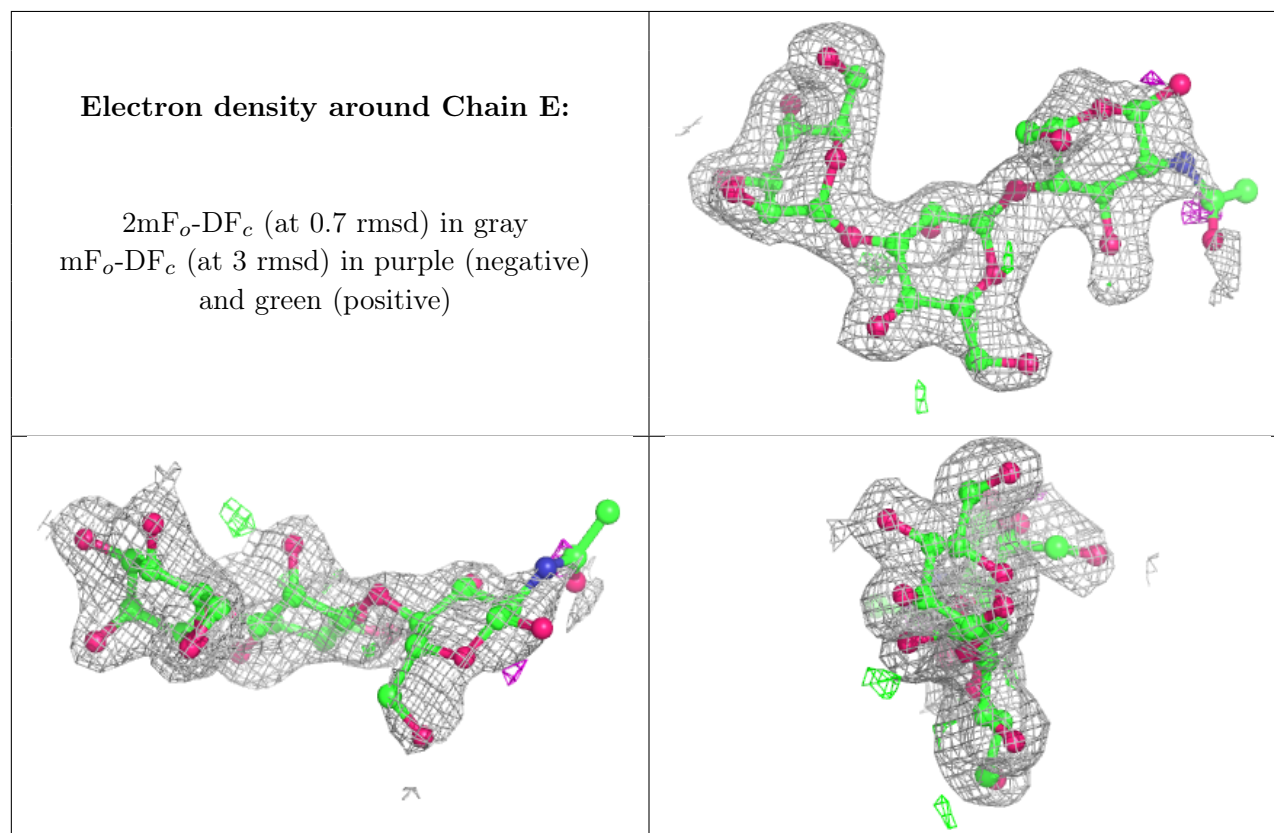 Electron density around Chain E:
2mFo-DFc (at 0.7 rmsd) in gray
mFo-DFc (at 3 rmsd) in purple (negative)
and green (positive)